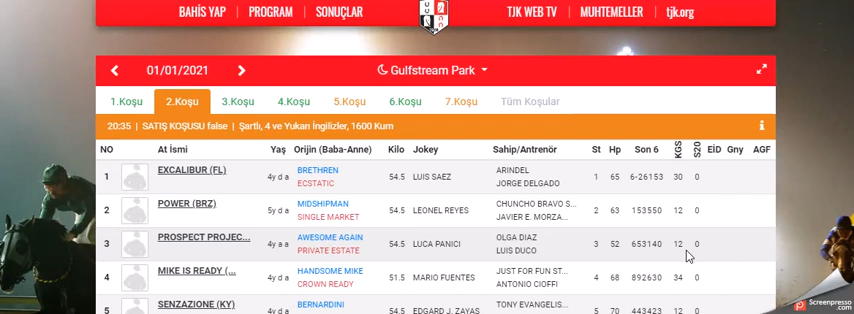 BAHİS YAP | PROGRAM | SONUÇLAR TJK WEB TV | MUHTEMELLER | tjk.org
01/01/2021 Gulfstream Park
1.Koşu 2.Koşu 3.Koşu 4.Koşu 5.Koşu 6.Koşu 7.Koşu Tüm Koşular
20:35 | SATIŞ KOŞUSU false | Şartlı, 4 ve Yukarı İngilizler, 1600 Kum
NO At İsmi Yaş Orijin (Baba-Anne) Kilo Jokey Sahip/Antrenör St Hp Son 6 KGS S20 EİD Gny AGF
1 EXCALIBUR (FL) 4y d a BRETHREN 54.5 LUIS SAEZ ARINDEL 1 65 6-26153 30 0
ECSTATIC JORGE DELGADO
2 POWER (BRZ) 5y d a MIDSHIPMAN 54.5 LEONEL REYES CHUNCHO BRAVO S... 2 63 153550 12 0
SINGLE MARKET JAVIER E. MORZA...
3 PROSPECT PROJEC... 4y a a AWESOME AGAIN 54.5 LUCA PANICI OLGA DIAZ 3 52 653140 12 0
PRIVATE ESTATE LUIS DUCO
4 MIKE IS READY (... 4y d a HANDSOME MIKE 51.5 MARIO FUENTES JUST FOR FUN ST... 4 68 892630 34 0
CROWN READY ANTONIO CIOFFI
5 SENZAZIONE (KY) 4y d a BERNARDINI 54.5 EDGARD J. ZAYAS TONY EVANGELIS... 5 70 443423 12 0
Screenpresso
.com